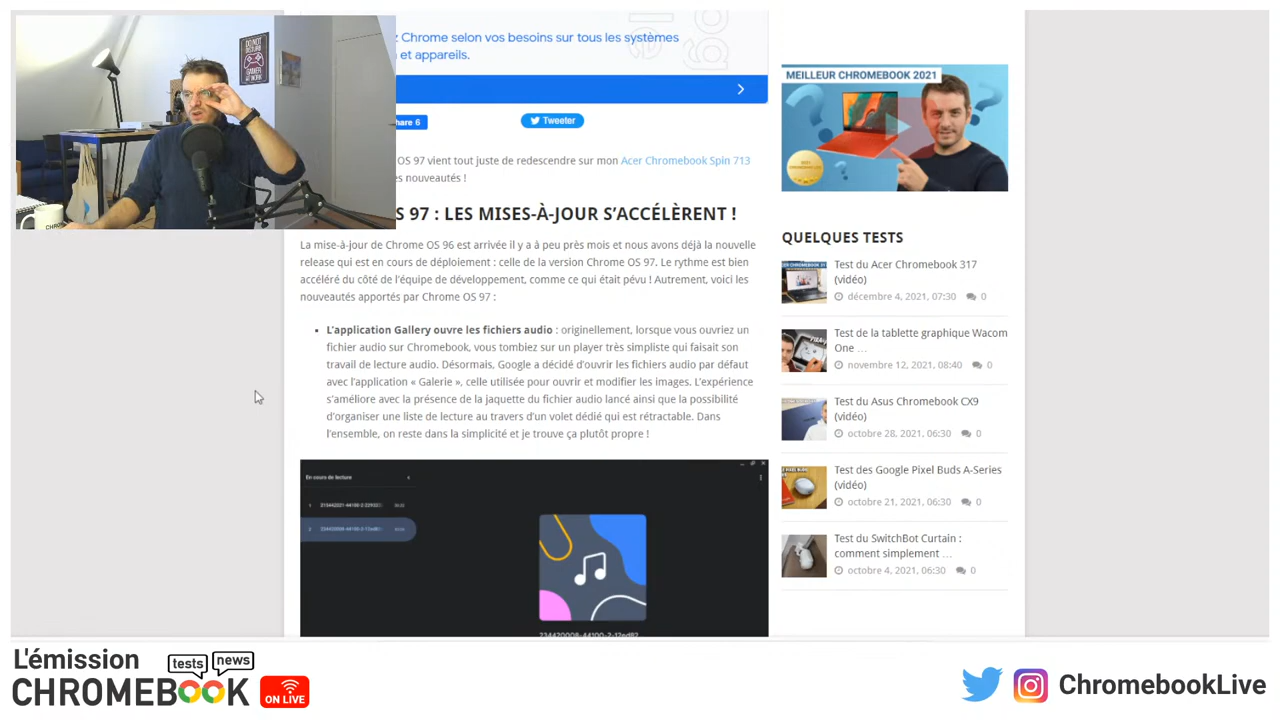 z Chrome selon vos besoins sur tous les systèmes
et appareils.
hare 6
Tweeter
OS 97 vient tout juste de redescendre sur mon Acer Chromebook Spin 713
es nouveautés !
S 97 : LES MISES-À-JOUR S’ACCÉLÈRENT !
La mise-à-jour de Chrome OS 96 est arrivée il y a à peu près mois et nous avons déjà la nouvelle
release qui est en cours de déploiement : celle de la version Chrome OS 97. Le rythme est bien
accéléré du côté de l’équipe de développement, comme ce qui était pévu ! Autrement, voici les
nouveautés apportés par Chrome OS 97 :
• L’application Gallery ouvre les fichiers audio : originellement, lorsque vous ouvriez un
fichier audio sur Chromebook, vous tombiez sur un player très simpliste qui faisait son
travail de lecture audio. Désormais, Google a décidé d’ouvrir les fichiers audio par défaut
avec l’application « Galerie », celle utilisée pour ouvrir et modifier les images. L’expérience
s’améliore avec la présence de la jaquette du fichier audio lancé ainsi que la possibilité
d’organiser une liste de lecture au travers d’un volet dédié qui est rétractable. Dans
l’ensemble, on reste dans la simplicité et je trouve ça plutôt propre !
En cours de lecture
1
2
234420008-44100-2-12ed82
DO NOT
DISTURB
GAMER
AT WORK
MEILLEUR CHROMEBOOK 2021
QUELQUES TESTS
Test du Acer Chromebook 317
(vidéo)
décembre 4, 2021, 07:30 0
Test de la tablette graphique Wacom
One …
novembre 12, 2021, 08:40 0
Test du Asus Chromebook CX9
(vidéo)
octobre 28, 2021, 06:30 0
Test des Google Pixel Buds A-Series
(vidéo)
octobre 21, 2021, 06:30 0
Test du SwitchBot Curtain :
comment simplement …
octobre 4, 2021, 06:30 0
L'émission
tests
news
CHROMEBOOK
ON LIVE
ChromebookLive